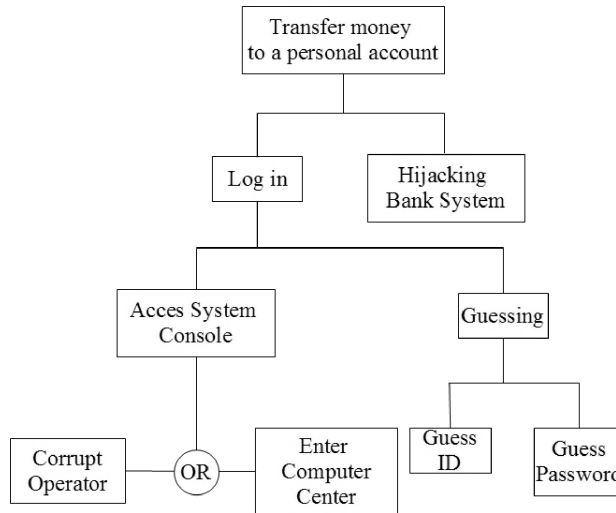 Transfer money
to a personal account
Log in
Hijacking
Bank System
Acces System
Console
Guessing
Corrupt
Operator
OR
Enter
Computer
Center
Guess
ID
Guess
Password